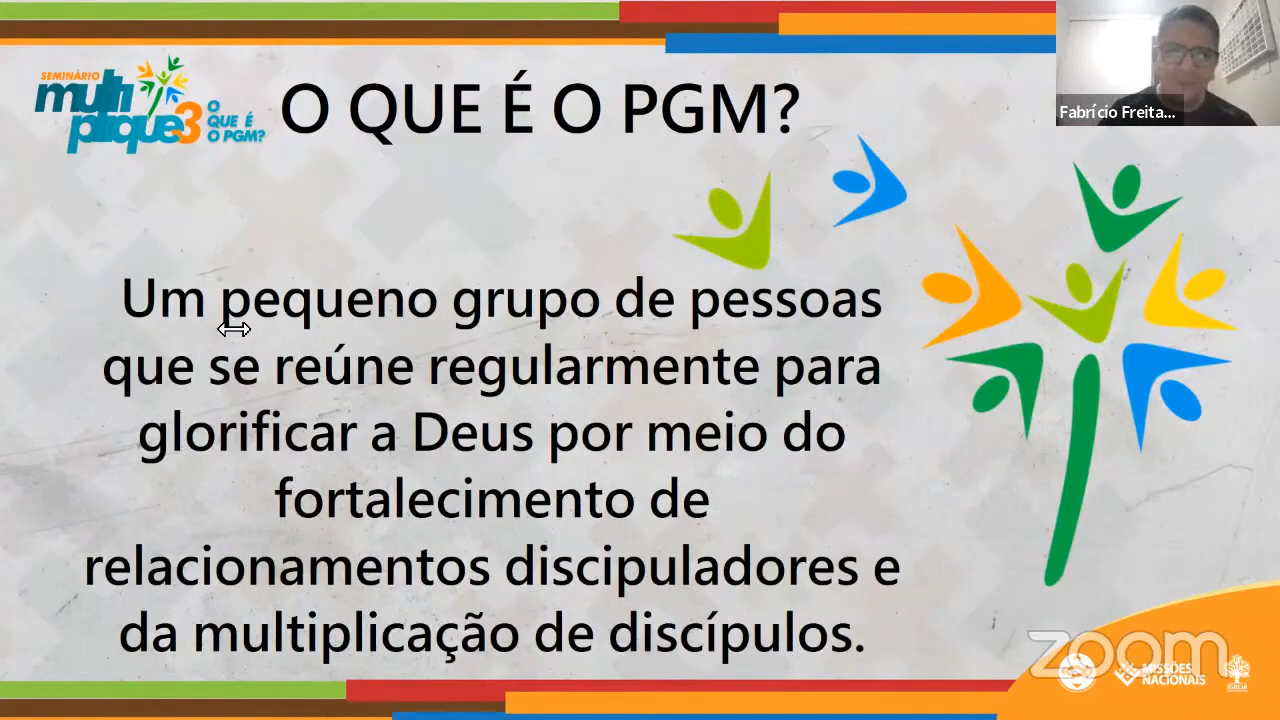 SEMINÁRIO
multi
plique3
O
QUE É
O PGM?
O QUE É O PGM?
Fabrício Freita...
Um pequeno grupo de pessoas
que se reúne regularmente para
glorificar a Deus por meio do
fortalecimento de
relacionamentos discipuladores e
da multiplicação de discípulos.
zoom
MISSÕES
NACIONAIS
IGREJA